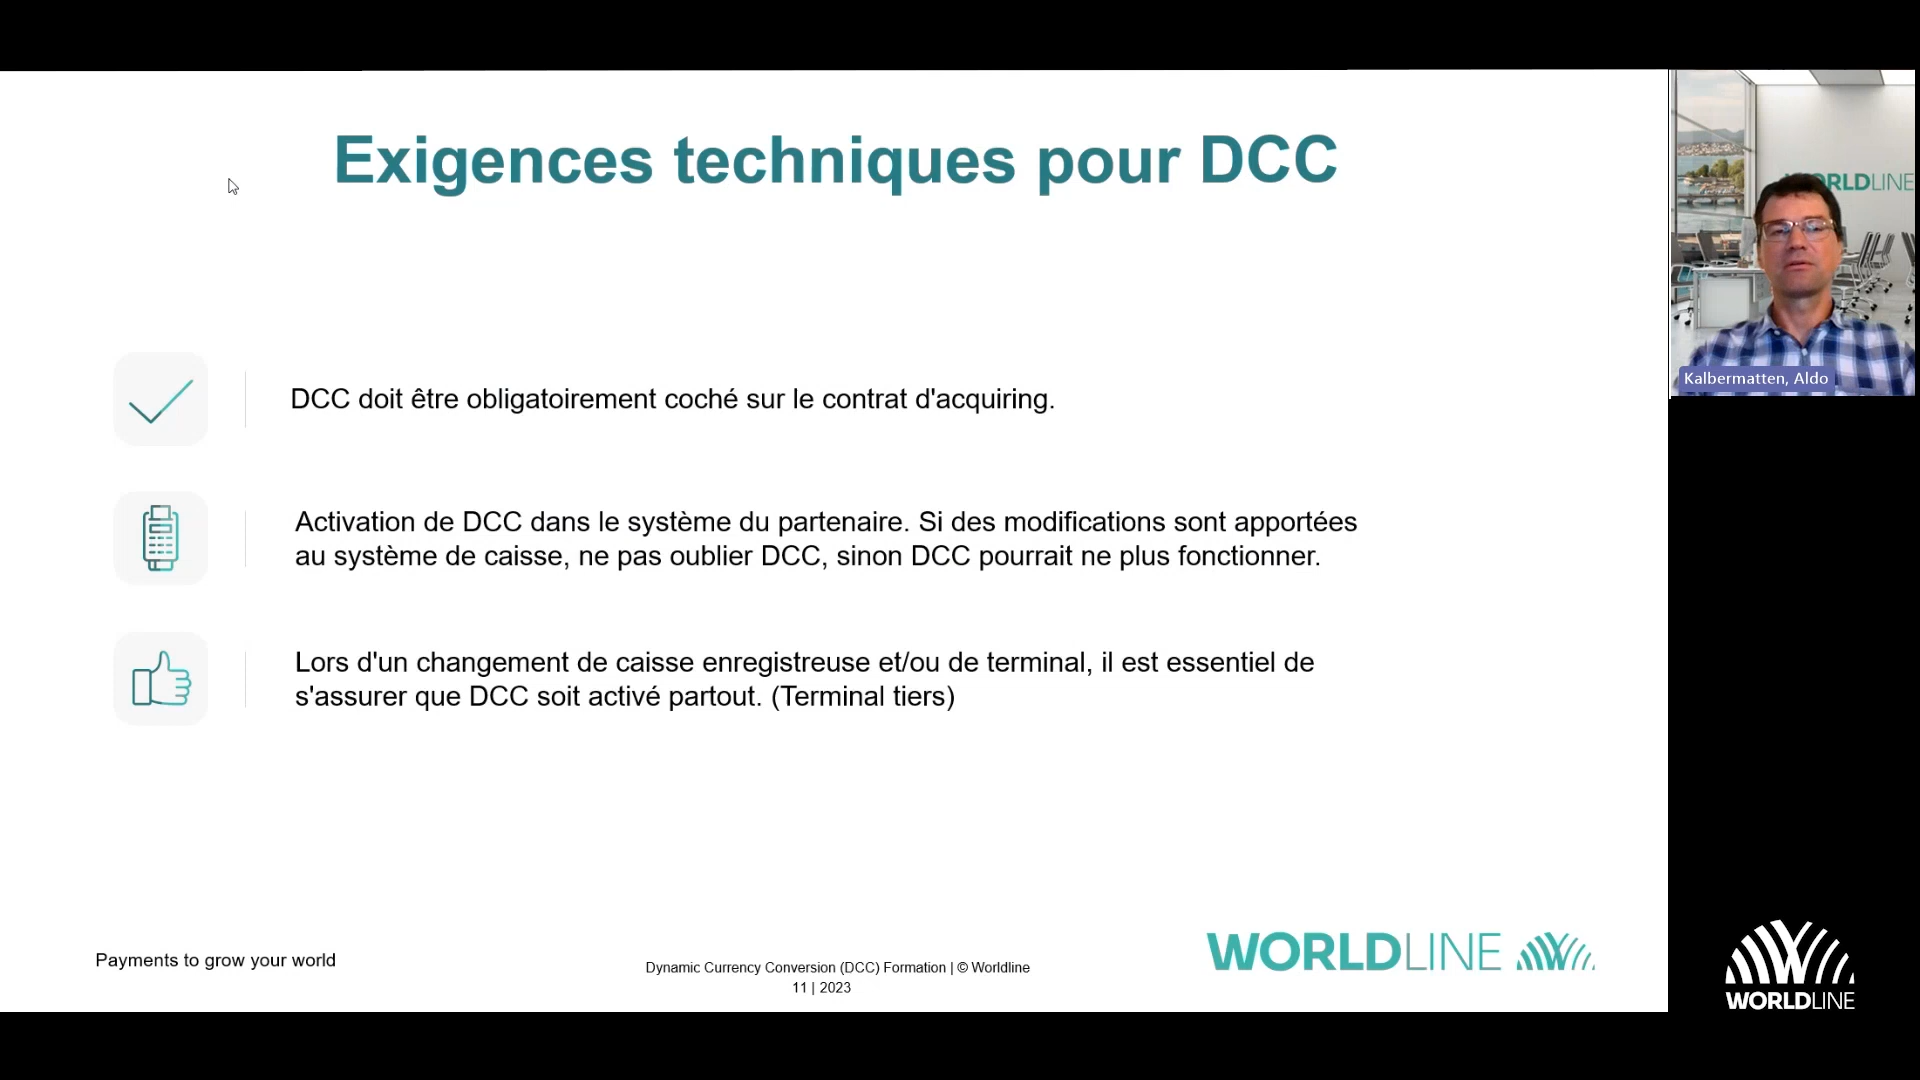 Exigences techniques pour DCC
DCC doit être obligatoirement coché sur le contrat d'acquiring.
Activation de DCC dans le système du partenaire. Si des modifications sont apportées
au système de caisse, ne pas oublier DCC, sinon DCC pourrait ne plus fonctionner.
Lors d'un changement de caisse enregistreuse et/ou de terminal, il est essentiel de
s'assurer que DCC soit activé partout. (Terminal tiers)
Payments to grow your world
Dynamic Currency Conversion (DCC) Formation | © Worldline
11 | 2023
WORLDLINE
RLDLINE
Kalbermatten, Aldo
WORLDLINE